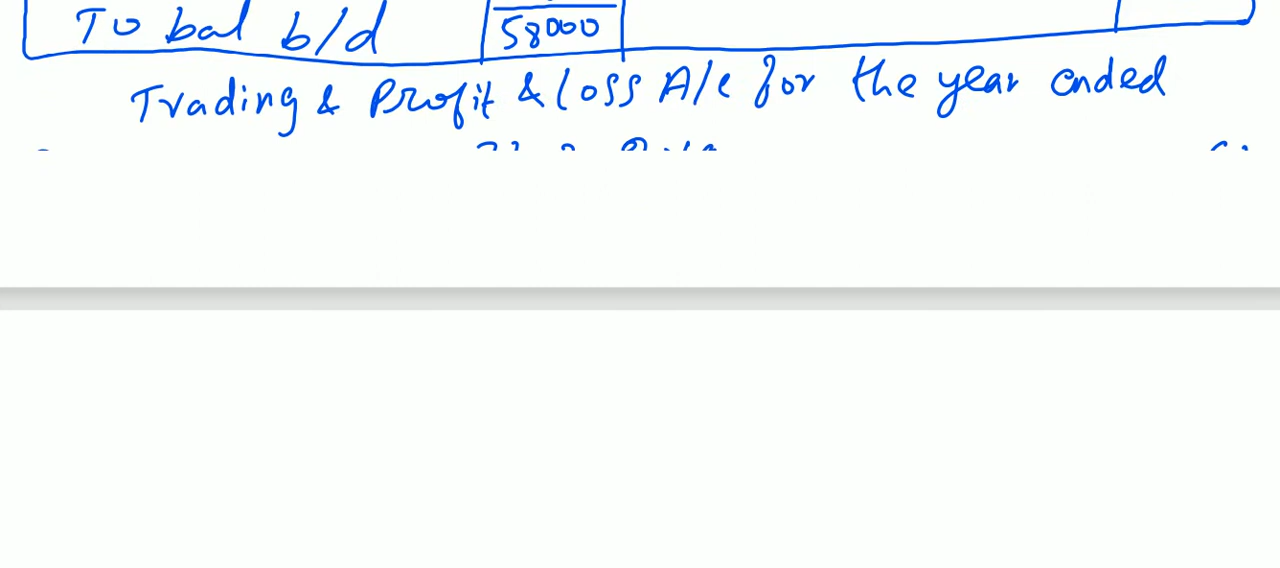 To bal b/d 58000
Trading & Profit & Loss A/c for the year ended